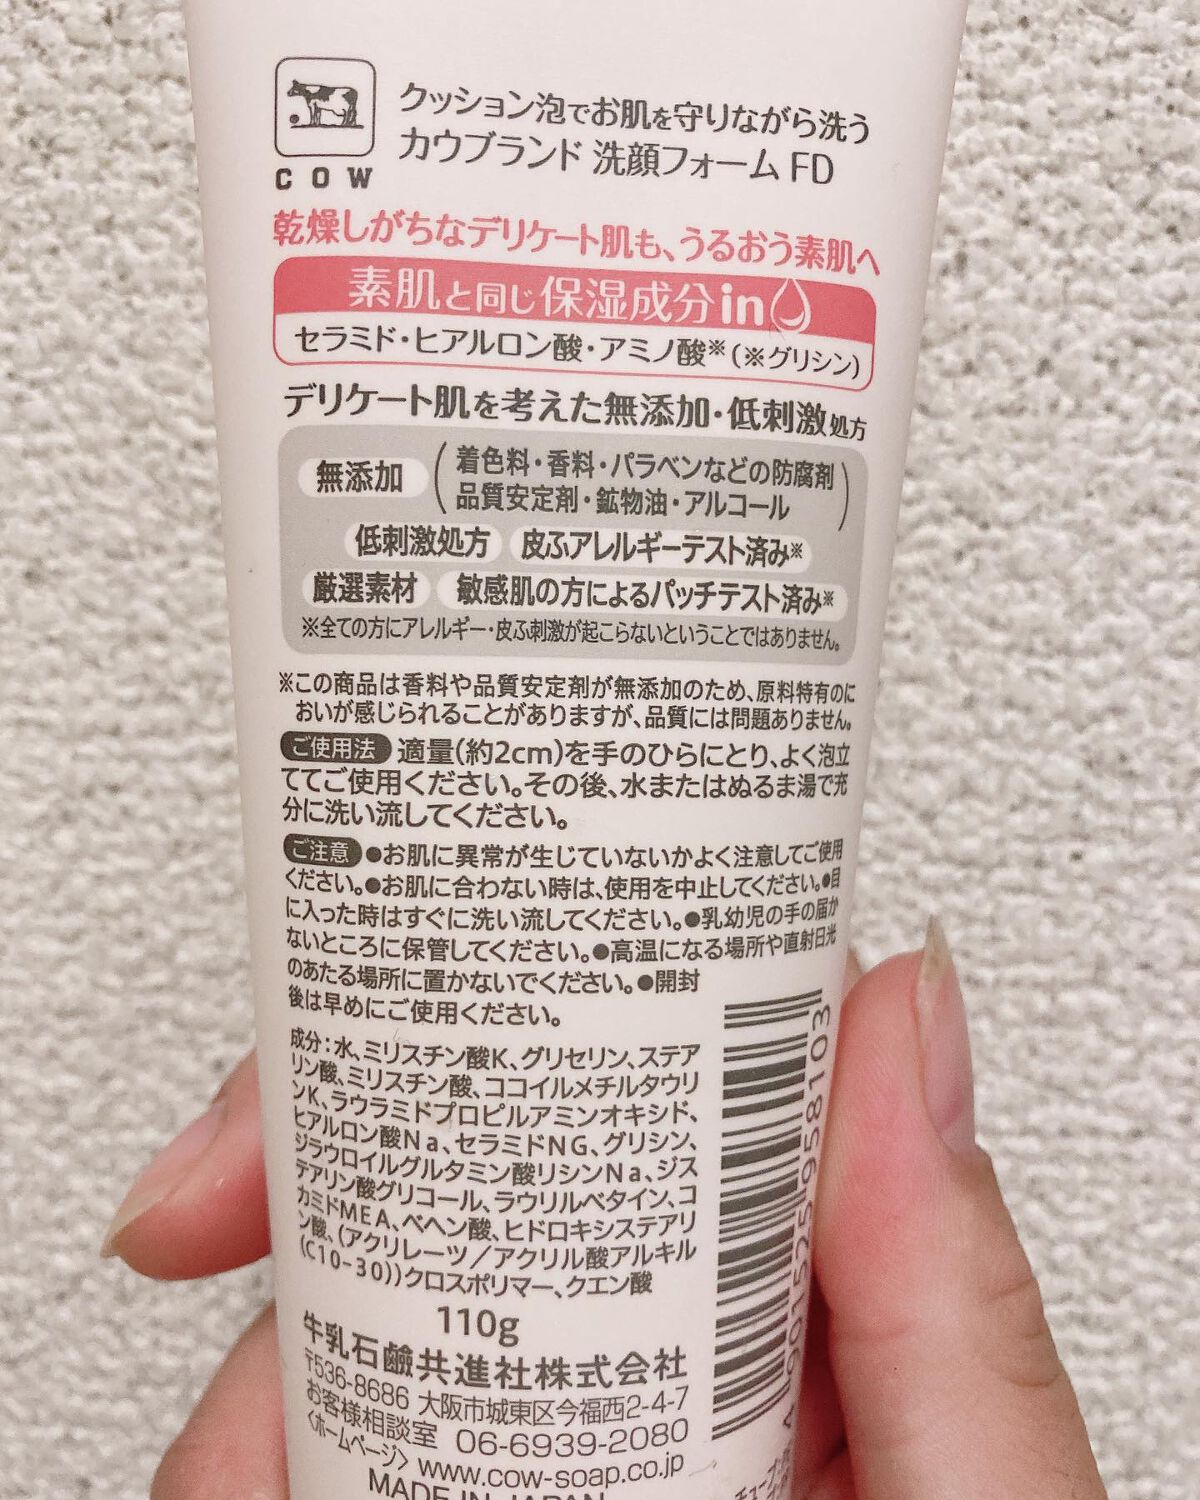 COW
クッション泡でお肌を守りながら洗う
カウブランド 洗顔フォーム FD
乾燥しがちなデリケート肌も、うるおう素肌へ
素肌と同じ保湿成分in
セラミド・ヒアルロン酸・アミノ酸※(※グリシン)
デリケート肌を考えた無添加・低刺激処方
無添加
(着色料・香料・パラベンなどの防腐剤
品質安定剤・鉱物油・アルコール)
低刺激処方 皮ふアレルギーテスト済み※
厳選素材 敏感肌の方によるパッチテスト済み※
※全ての方にアレルギー・皮ふ刺激が起こらないということではありません。
※この商品は香料や品質安定剤が無添加のため、原料特有のに
おいが感じられることがありますが、品質には問題ありません。
ご使用法 適量(約2cm)を手のひらにとり、よく泡立
ててご使用ください。その後、水またはぬるま湯で充
分に洗い流してください。
ご注意 ●お肌に異常が生じていないかよく注意してご使用
ください。●お肌に合わない時は、使用を中止してください。●目
に入った時はすぐに洗い流してください。●乳幼児の手の届か
ないところに保管してください。●高温になる場所や直射日光
のあたる場所に置かないでください。●開封
後は早めにご使用ください。
成分：水、ミリスチン酸K、グリセリン、ステア
リン酸、ミリスチン酸、ココイルメチルタウリ
ンK、ラウラミドプロピルアミンオキシド、
ヒアルロン酸Na、セラミドNG、グリシン、
ジラウロイルグルタミン酸リシンNa、ジス
テアリン酸グリコール、ラウリルベタイン、コ
カミドMEA、ベヘン酸、ヒドロキシステアリ
ン酸、(アクリレーツ／アクリル酸アルキル
(C10-30))クロスポリマー、クエン酸
110g
牛乳石鹼共進社株式会社
〒536-8686 大阪市城東区今福西2-4-7
お客様相談室 06-6939-2080
〈ホームページ〉 www.cow-soap.co.jp
MADE IN JAPAN
4 901525 958103